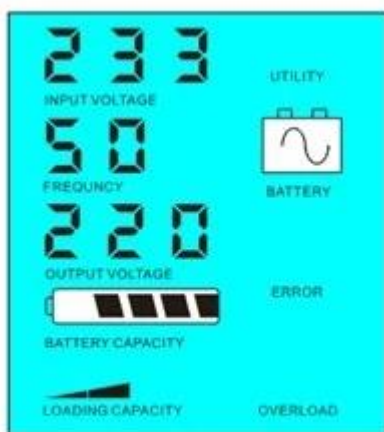 233
INPUT VOLTAGE
UTILITY
50
FREQUNCY
BATTERY
220
OUTPUT VOLTAGE
ERROR
BATTERY CAPACITY
LOADING CAPACITY
OVERLOAD